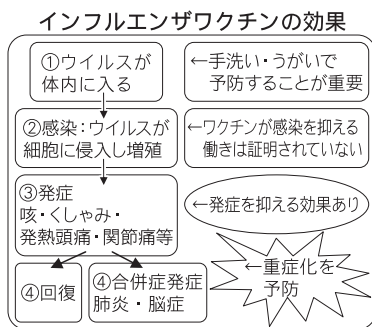 インフルエンザワクチンの効果
①ウイルスが
体内に入る
←手洗い・うがいで
予防することが重要
②感染:ウイルスが
細胞に侵入し増殖
←ワクチンが感染を抑える
働きは証明されていない
③発症
咳・くしゃみ・
発熱頭痛・関節痛等
←発症を抑える効果あり
④回復
④合併症発症
肺炎・脳症
←重症化を
予防